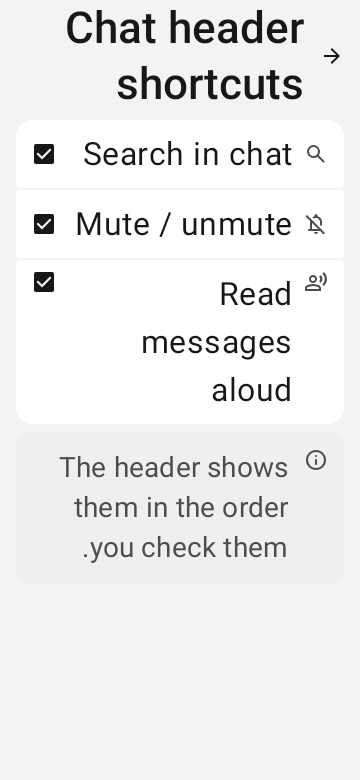 Chat header
shortcuts
Search in chat
Mute / unmute
Read
messages
aloud
The header shows
them in the order
.you check them